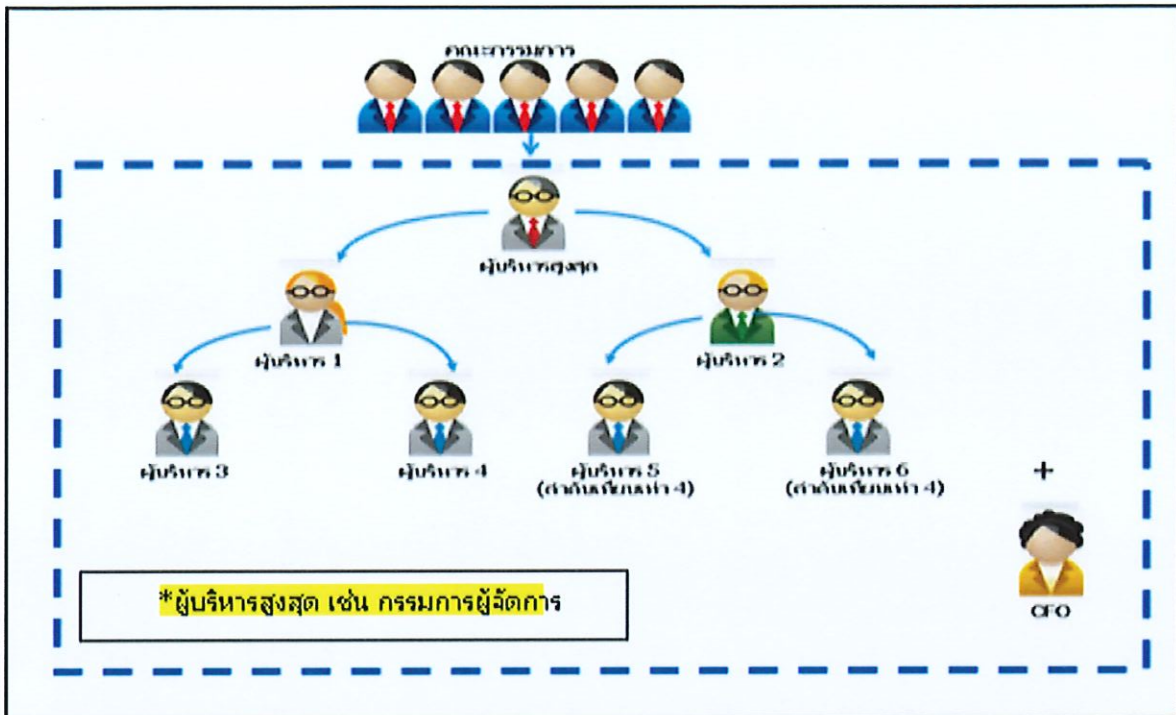 คณะกรรมการ
ผู้บริหารสูงสุด
ผู้บริหาร 1
ผู้บริหาร 2
ผู้บริหาร 3
ผู้บริหาร 4
ผู้บริหาร 5
(ลำดับเทียบเท่า 4)
ผู้บริหาร 6
(ลำดับเทียบเท่า 4)
+
CFO
*ผู้บริหารสูงสุด เช่น กรรมการผู้จัดการ